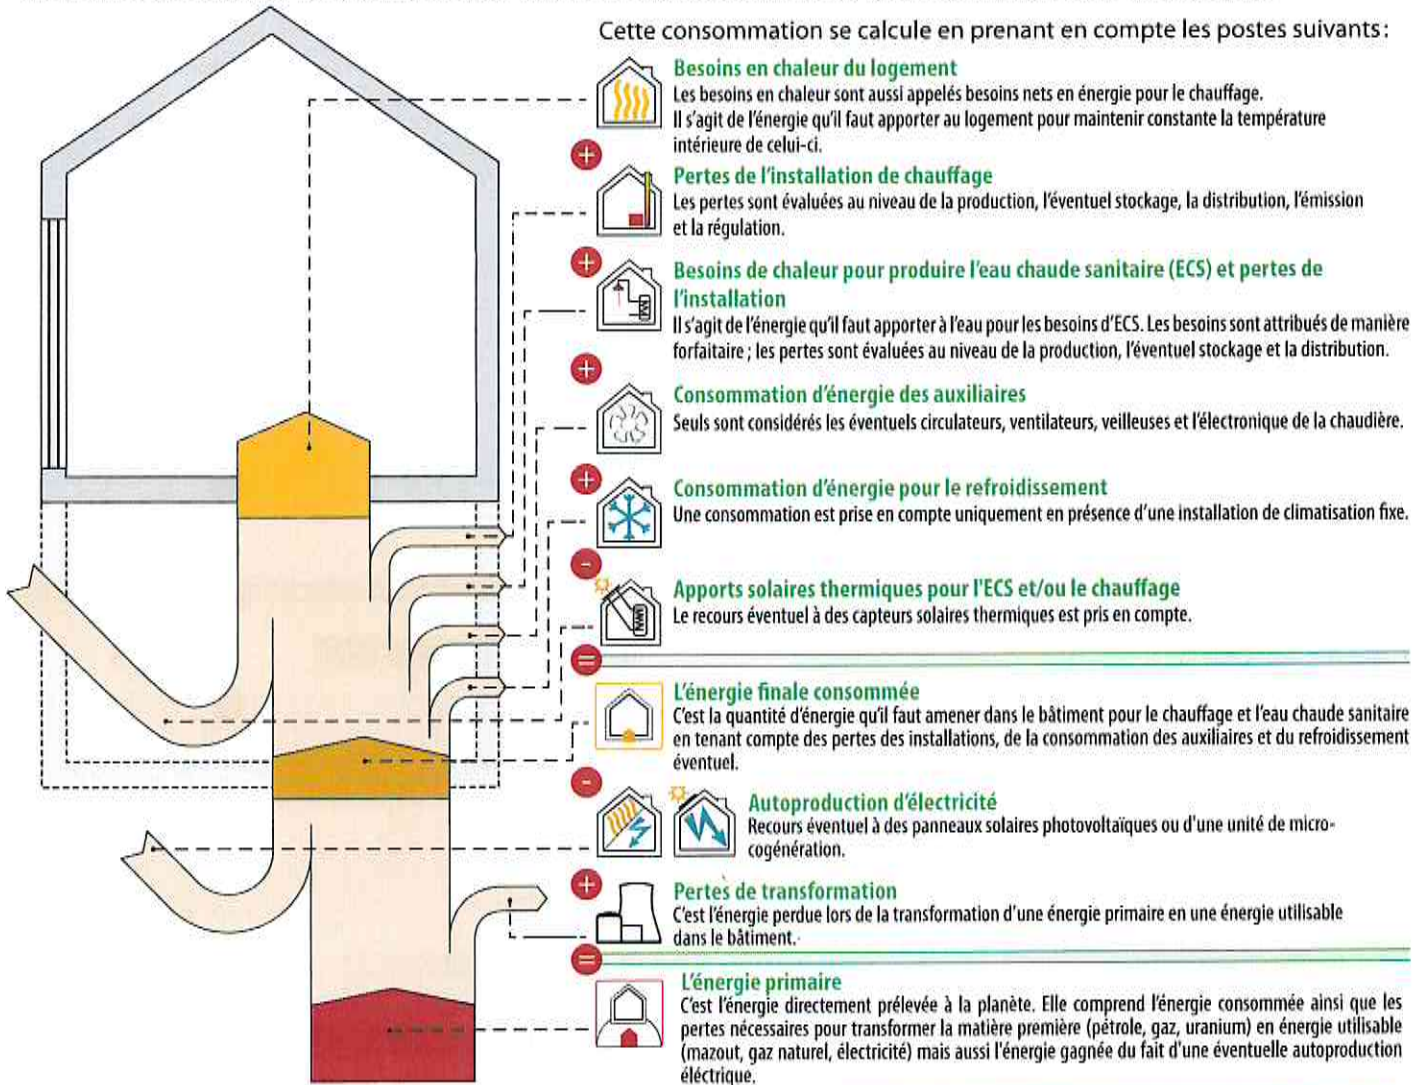 Cette consommation se calcule en prenant en compte les postes suivants:
Besoins en chaleur du logement
Les besoins en chaleur sont aussi appelés besoins nets en énergie pour le chauffage.
Il s'agit de l'énergie qu'il faut apporter au logement pour maintenir constante la température
intérieure de celui-ci.
+
Pertes de l'installation de chauffage
Les pertes sont évaluées au niveau de la production, l'éventuel stockage, la distribution, l'émission
et la régulation.
+
Besoins de chaleur pour produire l'eau chaude sanitaire (ECS) et pertes de
l'installation
Il s'agit de l'énergie qu'il faut apporter à l'eau pour les besoins d'ECS. Les besoins sont attribués de manière
forfaitaire ; les pertes sont évaluées au niveau de la production, l'éventuel stockage et la distribution.
+
Consommation d'énergie des auxiliaires
Seuls sont considérés les éventuels circulateurs, ventilateurs, veilleuses et l'électronique de la chaudière.
+
Consommation d'énergie pour le refroidissement
Une consommation est prise en compte uniquement en présence d'une installation de climatisation fixe.
-
Apports solaires thermiques pour l'ECS et/ou le chauffage
Le recours éventuel à des capteurs solaires thermiques est pris en compte.
=
L'énergie finale consommée
C'est la quantité d'énergie qu'il faut amener dans le bâtiment pour le chauffage et l'eau chaude sanitaire
en tenant compte des pertes des installations, de la consommation des auxiliaires et du refroidissement
éventuel.
-
Autoproduction d'électricité
Recours éventuel à des panneaux solaires photovoltaïques ou d'une unité de micro-
cogénération.
+
Pertes de transformation
C'est l'énergie perdue lors de la transformation d'une énergie primaire en une énergie utilisable
dans le bâtiment.
=
L'énergie primaire
C'est l'énergie directement prélevée à la planète. Elle comprend l'énergie consommée ainsi que les
pertes nécessaires pour transformer la matière première (pétrole, gaz, uranium) en énergie utilisable
(mazout, gaz naturel, électricité) mais aussi l'énergie gagnée du fait d'une éventuelle autoproduction
éléctrique.